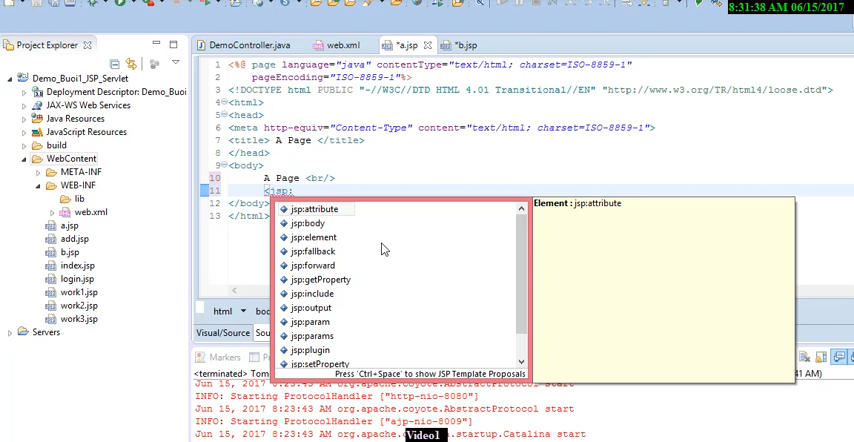 8:31:38 AM 06/15/2017
Project Explorer
DemoController.java
web.xml
*a.jsp
*b.jsp
Demo_Buoi1_JSP_Servlet
Deployment Descriptor: Demo_Buoi
JAX-WS Web Services
Java Resources
JavaScript Resources
build
WebContent
META-INF
WEB-INF
lib
web.xml
a.jsp
add.jsp
b.jsp
index.jsp
login.jsp
work1.jsp
work2.jsp
work3.jsp
Servers
1 <%@ page language="java" contentType="text/html; charset=ISO-8859-1"
2 pageEncoding="ISO-8859-1"%>
3 <!DOCTYPE html PUBLIC "-//W3C//DTD HTML 4.01 Transitional//EN" "http://www.w3.org/TR/html4/loose.dtd">
4 <html>
5 <head>
6 <meta http-equiv="Content-Type" content="text/html; charset=ISO-8859-1">
7 <title> A Page </title>
8 </head>
9 <body>
10 A Page <br/>
11 <jsp:
12 </body>
13 </html>
jsp:attribute
jsp:body
jsp:element
jsp:fallback
jsp:forward
jsp:getProperty
jsp:include
jsp:output
jsp:param
jsp:params
jsp:plugin
jsp:setProperty
Press 'Ctrl+Space' to show JSP Template Proposals
Element : jsp:attribute
html
Visual/Source
Markers
<terminated> Tom
41 AM)
Jun 15, 2017 8:23:43 AM org.apache.coyote.AbstractProtocol start
INFO: Starting ProtocolHandler ["http-nio-8080"]
Jun 15, 2017 8:23:43 AM org.apache.coyote.AbstractProtocol start
INFO: Starting ProtocolHandler ["ajp-nio-8009"]
Jun 15, 2017 8:23:43 AM org.apache.c
.startup.Catalina start
Video1